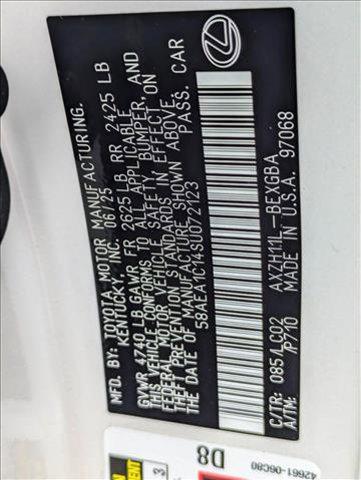 MFD. BY: TOYOTA MOTOR MANUFACTURING.
KENTUCKY, INC. 06/25
GVWR 4740 LB GAWR FR 2625 LB RR 2425 LB
THIS VEHICLE CONFORMS TO ALL APPLICABLE
FEDERAL MOTOR VEHICLE SAFETY, BUMPER, AND
THEFT PREVENTION STANDARDS IN EFFECT ON
THE DATE OF MANUFACTURE SHOWN ABOVE.
58AEA1C14SU072123 PASS. CAR
C/TR: 085/LC02 AXZH11L-BEXGBA
A/TM: /P710 MADE IN U.S.A. 97068
D8
42661-06C80
3